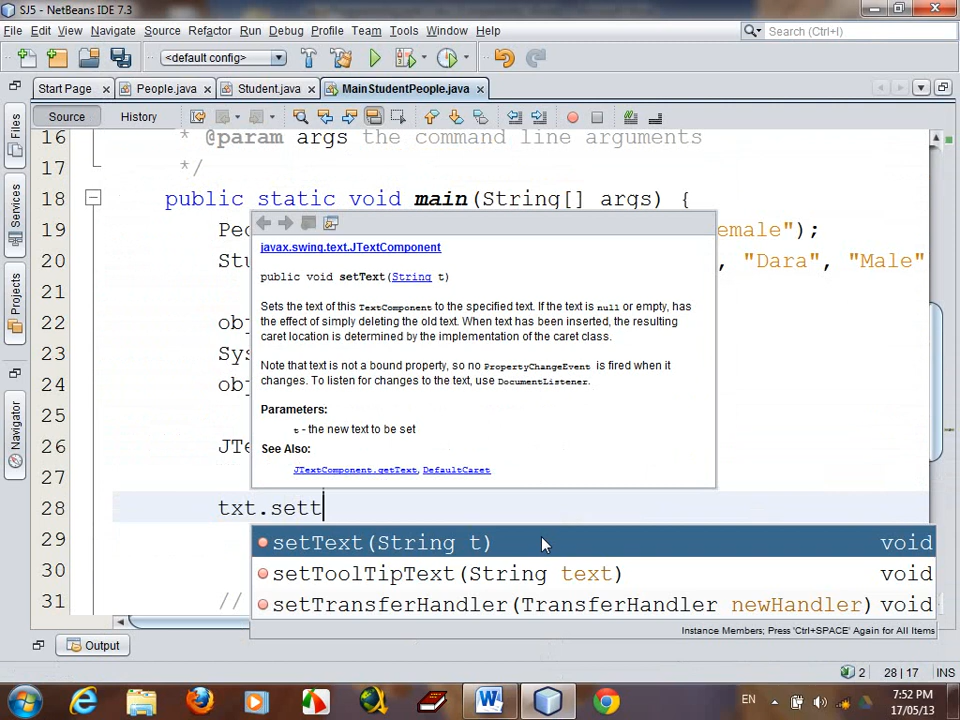 SJ5 - NetBeans IDE 7.3
File Edit View Navigate Source Refactor Run Debug Profile Team Tools Window Help
Search (Ctrl+I)
<default config>
Start Page People.java Student.java MainStudentPeople.java
Source History
Files
Services
Projects
Navigator
16 * @param args the command line arguments
17 */
18 public static void main(String[] args) {
19 Peo emale");
20 Stu , "Dara", "Male"
21
22 obj
23 Sys
24 obj
25
26 JTe
27
28 txt.sett
30
31 //
javax.swing.text.JTextComponent
public void setText(String t)
Sets the text of this TextComponent to the specified text. If the text is null or empty, has
the effect of simply deleting the old text. When text has been inserted, the resulting
caret location is determined by the implementation of the caret class.
Note that text is not a bound property, so no PropertyChangeEvent is fired when it
changes. To listen for changes to the text, use DocumentListener.
Parameters:
t - the new text to be set
See Also:
JTextComponent.getText, DefaultCaret
setText(String t) void
setToolTipText(String text) void
setTransferHandler(TransferHandler newHandler) void
Instance Members; Press 'Ctrl+SPACE' Again for All Items
Output
2 28 | 17 INS
EN
7:52 PM
17/05/13